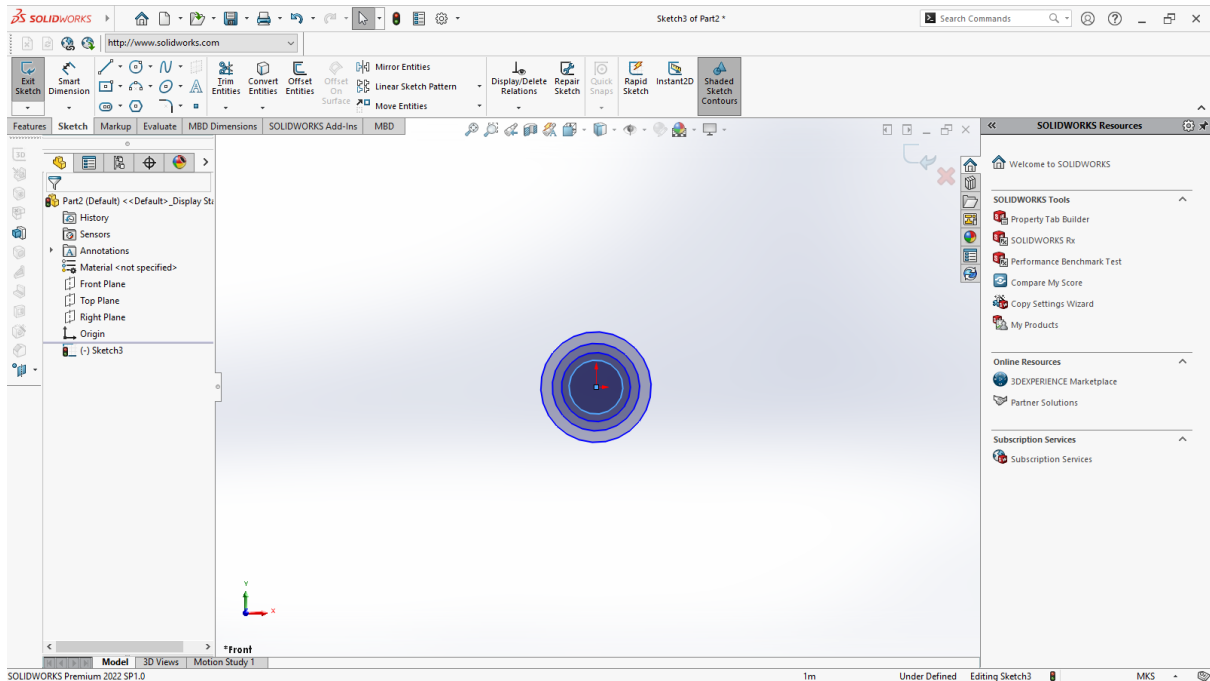 SOLIDWORKS
Sketch3 of Part2 *
Search Commands
http://www.solidworks.com
Exit Sketch
Smart Dimension
Trim Entities
Convert Entities
Offset Entities
Offset On Surface
Mirror Entities
Linear Sketch Pattern
Move Entities
Display/Delete Relations
Repair Sketch
Quick Snaps
Rapid Sketch
Instant2D
Shaded Sketch Contours
Features Sketch Markup Evaluate MBD Dimensions SOLIDWORKS Add-Ins MBD
3D
Part2 (Default) <<Default>_Display Sta
History
Sensors
Annotations
Material <not specified>
Front Plane
Top Plane
Right Plane
Origin
(-) Sketch3
Y
X
*Front
SOLIDWORKS Resources
Welcome to SOLIDWORKS
SOLIDWORKS Tools
Property Tab Builder
SOLIDWORKS Rx
Performance Benchmark Test
Compare My Score
Copy Settings Wizard
My Products
Online Resources
3DEXPERIENCE Marketplace
Partner Solutions
Subscription Services
Subscription Services
Model 3D Views Motion Study 1
SOLIDWORKS Premium 2022 SP1.0 1m Under Defined Editing Sketch3 MKS